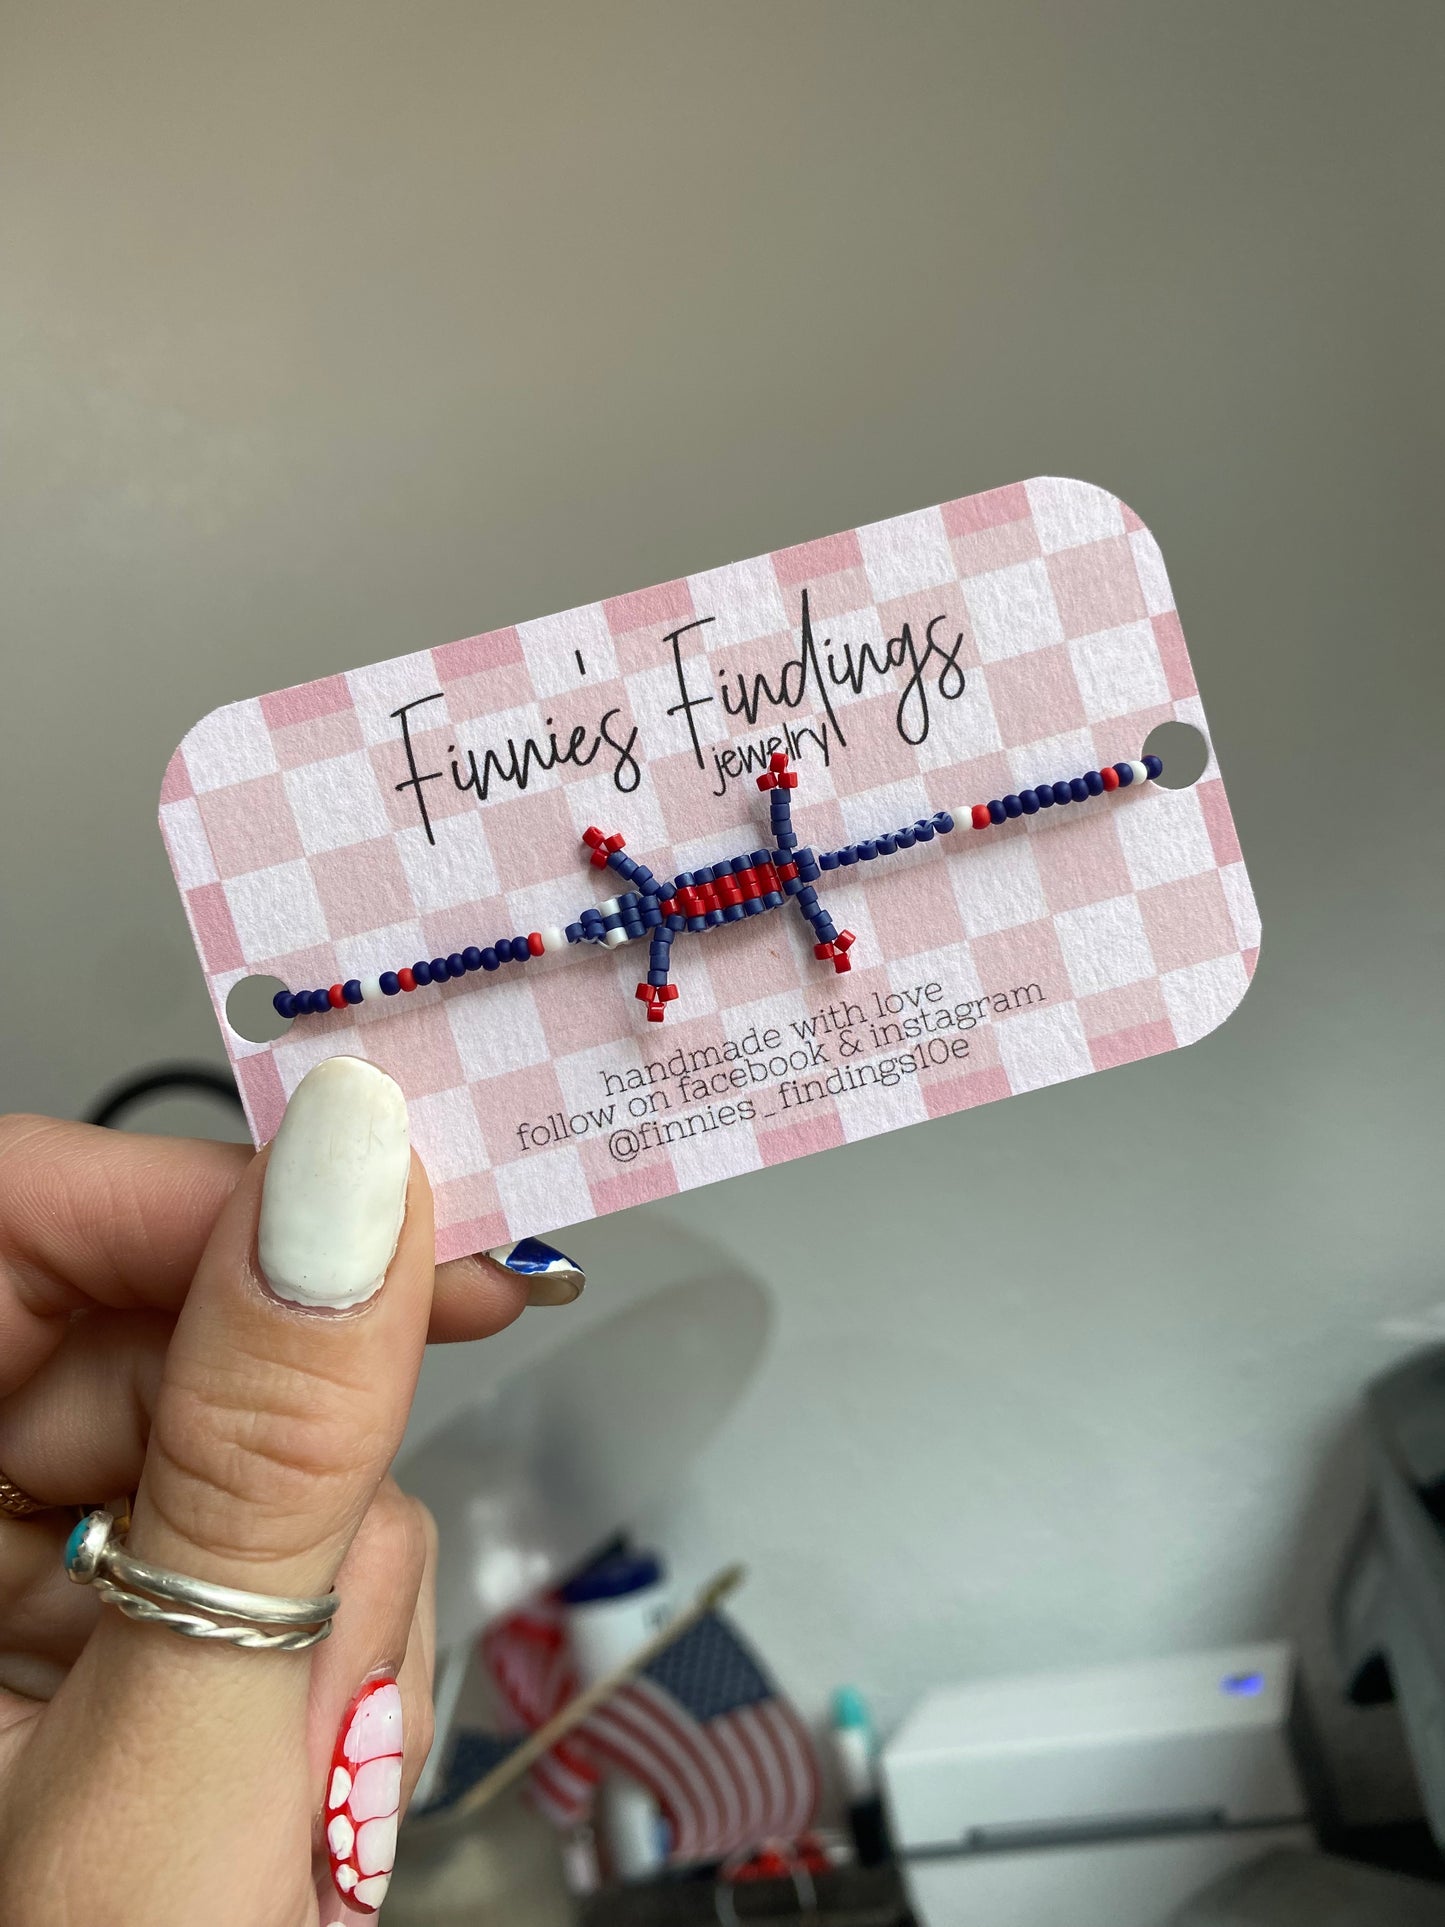 Finnie's Findings
jewelry
handmade with love
follow on facebook & instagram
@finnies_findings10e